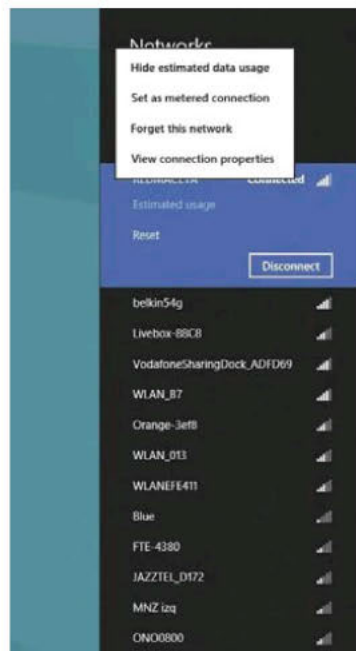 Networks
Hide estimated data usage
Set as metered connection
Forget this network
View connection properties
Connected
Estimated usage
Reset
Disconnect
belkin54g
Livebox-88C8
VodafoneSharingDock_ADFD69
WLAN_87
Orange-3ef8
WLAN_013
WLANEFE411
Blue
FTE-4380
JAZZTEL_D172
MNZ izq
ONO0800